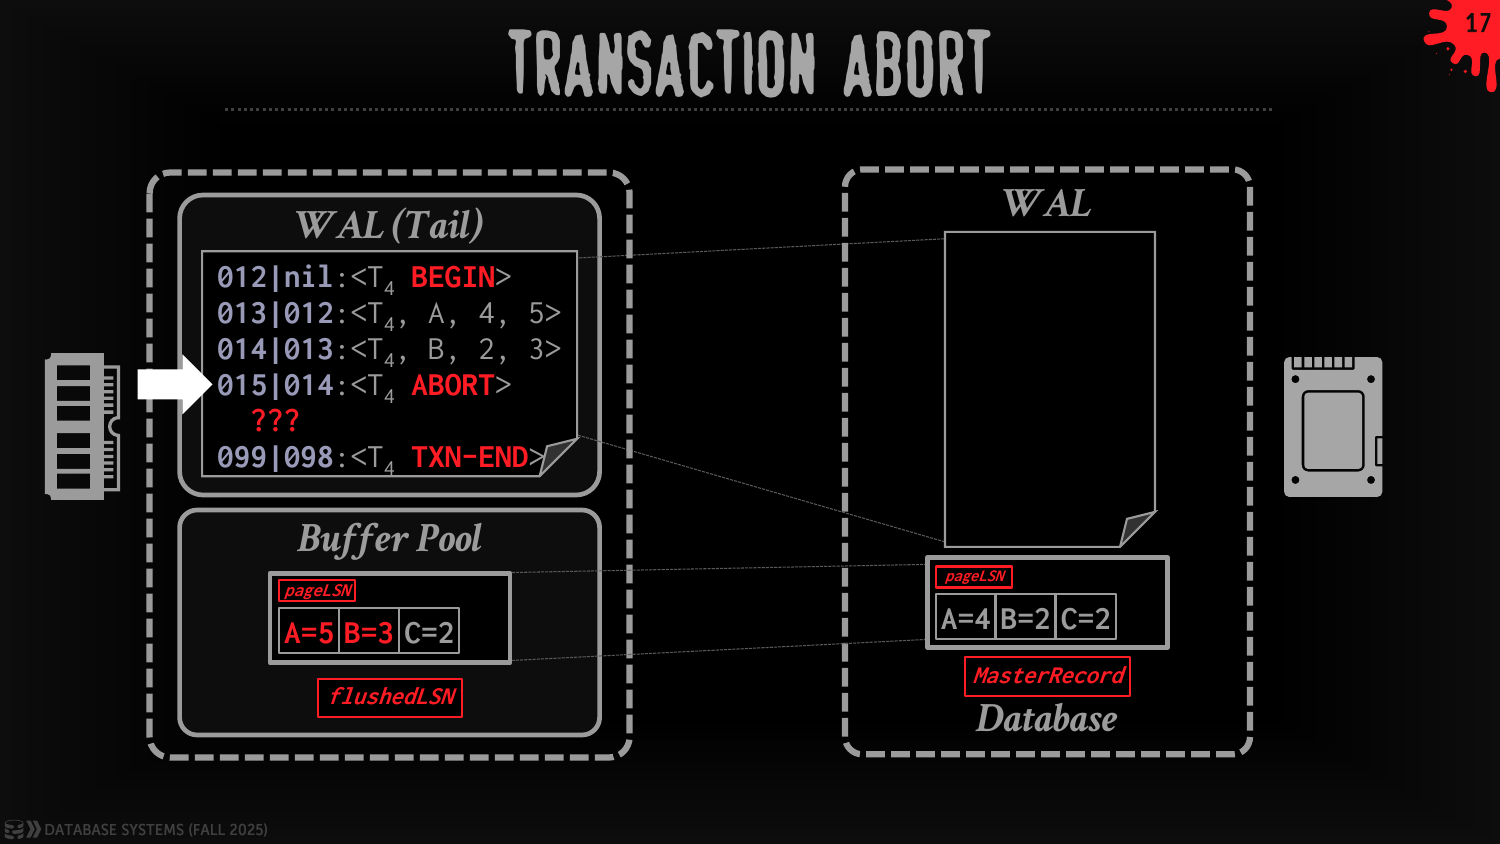 17
TRANSACTION ABORT
WAL (Tail)
012|nil:<T4 BEGIN>
013|012:<T4, A, 4, 5>
014|013:<T4, B, 2, 3>
015|014:<T4 ABORT>
???
099|098:<T4 TXN-END>
Buffer Pool
pageLSN
A=5 B=3 C=2
flushedLSN
WAL
pageLSN
A=4 B=2 C=2
MasterRecord
Database
DATABASE SYSTEMS (FALL 2025)